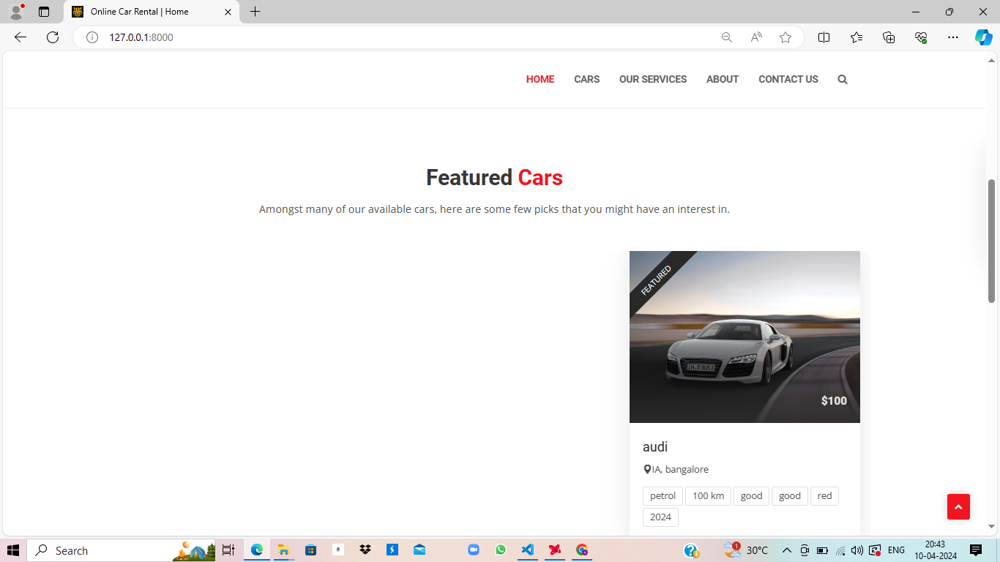 Online Car Rental | Home
127.0.0.1:8000
HOME CARS OUR SERVICES ABOUT CONTACT US
Featured Cars
Amongst many of our available cars, here are some few picks that you might have an interest in.
FEATURED
$100
audi
IA, bangalore
petrol 100 km good good red
2024
Search
1
30°C
ENG
20:43
10-04-2024